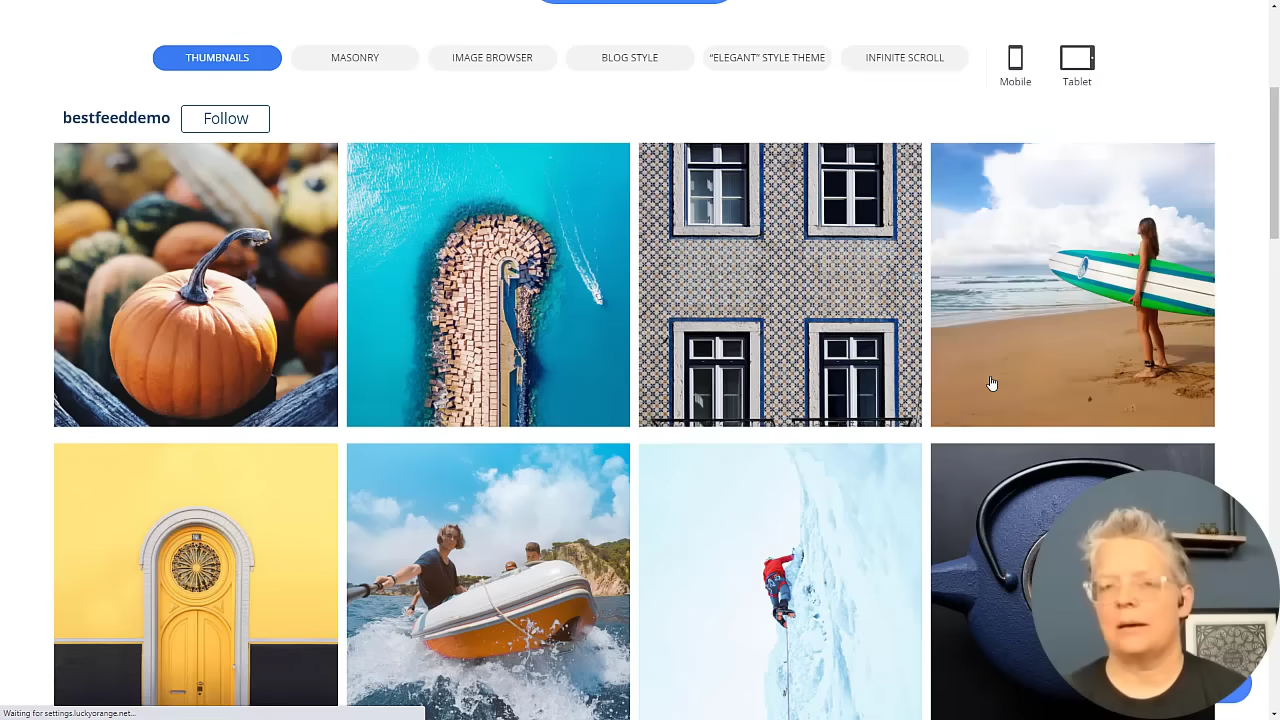 THUMBNAILS
MASONRY
IMAGE BROWSER
BLOG STYLE
“ELEGANT” STYLE THEME
INFINITE SCROLL
Mobile
Tablet
bestfeeddemo
Follow
Waiting for settings.luckyorange.net...